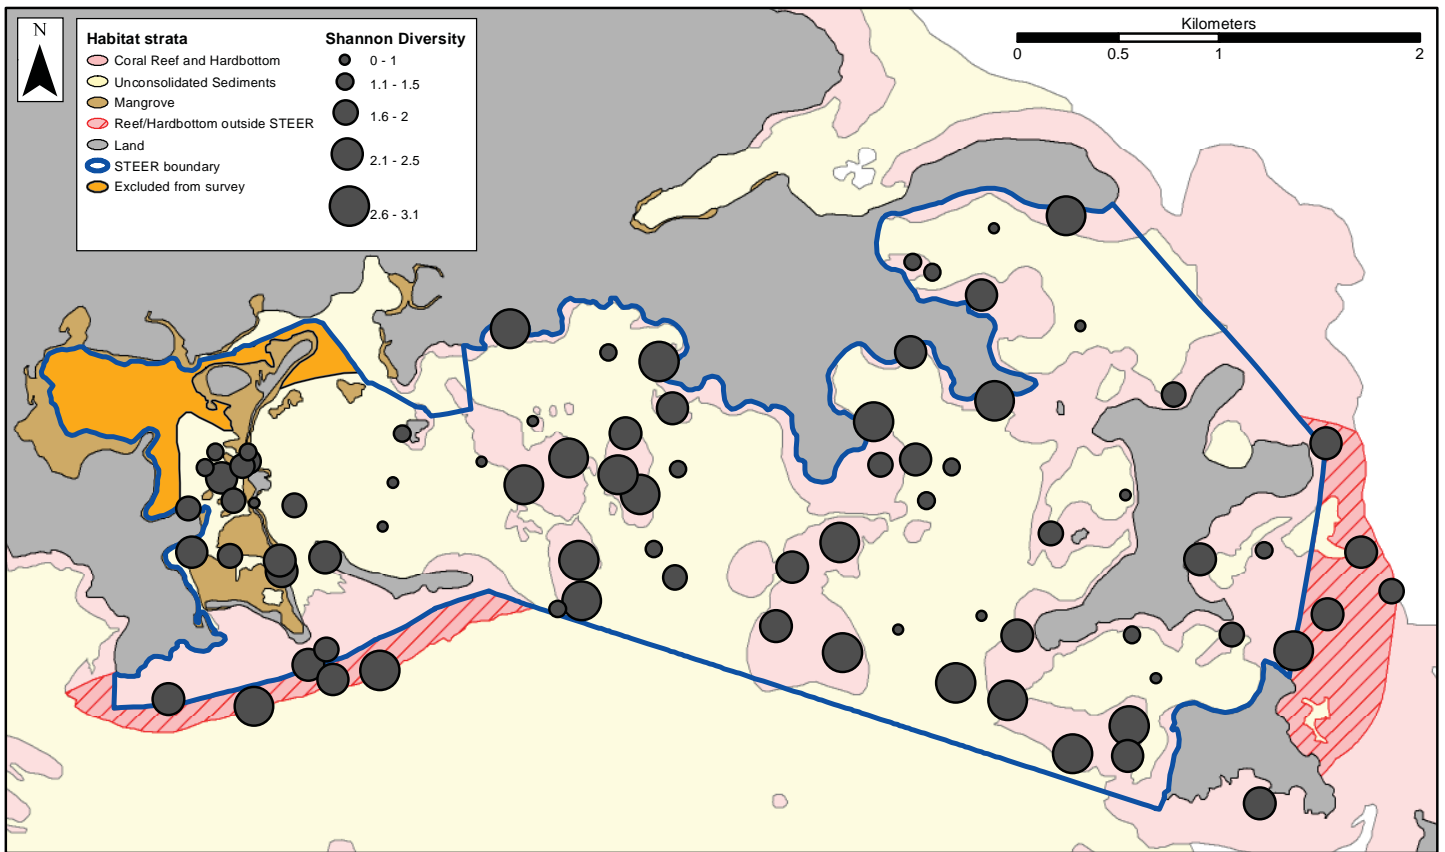 N
Habitat strata
Coral Reef and Hardbottom
Unconsolidated Sediments
Mangrove
Reef/Hardbottom outside STEER
Land
STEER boundary
Excluded from survey
Shannon Diversity
0 - 1
1.1 - 1.5
1.6 - 2
2.1 - 2.5
2.6 - 3.1
Kilometers
0 0.5 1 2